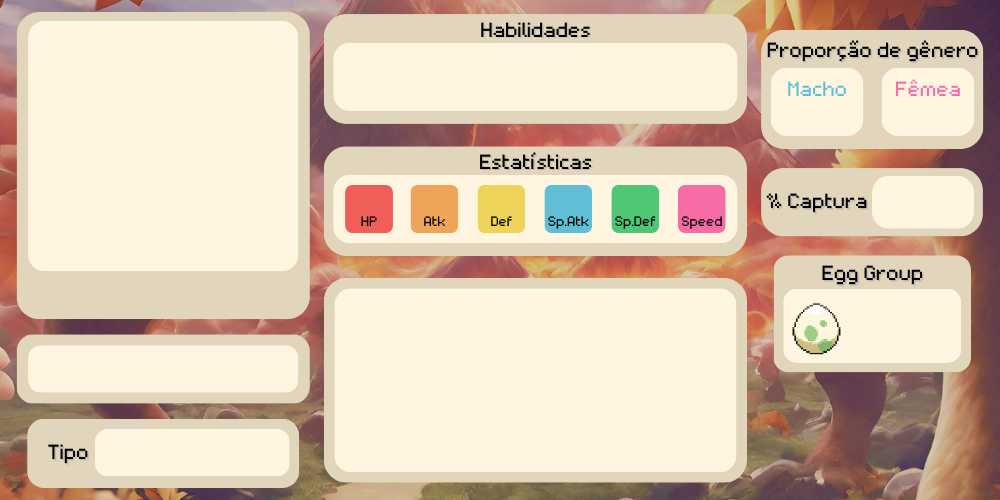 Habilidades
Proporção de gênero
Macho
Fêmea
Estatísticas
HP
Atk
Def
Sp.Atk
Sp.Def
Speed
% Captura
Egg Group
Tipo